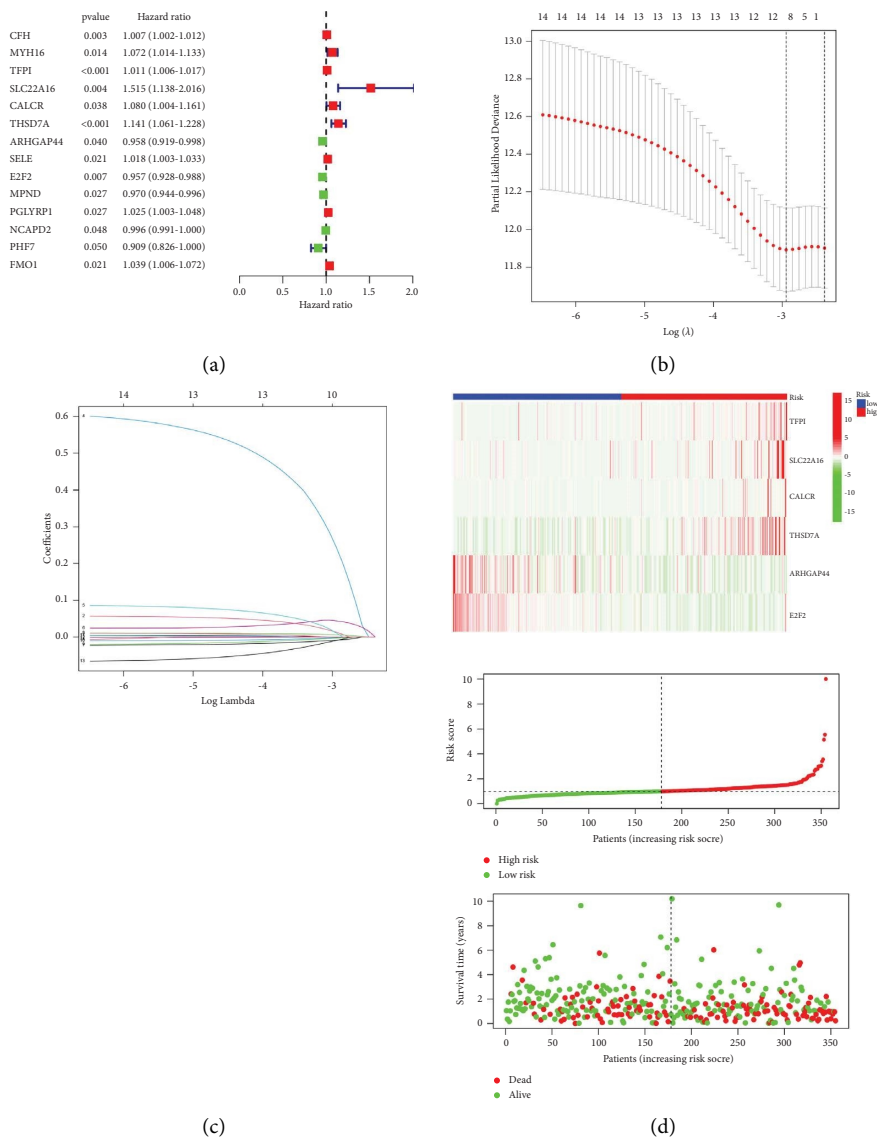 pvalue Hazard ratio
CFH 0.003 1.007 (1.002-1.012)
MYH16 0.014 1.072 (1.014-1.133)
TFPI <0.001 1.011 (1.006-1.017)
SLC22A16 0.004 1.515 (1.138-2.016)
CALCR 0.038 1.080 (1.004-1.161)
THSD7A <0.001 1.141 (1.061-1.228)
ARHGAP44 0.040 0.958 (0.919-0.998)
SELE 0.021 1.018 (1.003-1.033)
E2F2 0.007 0.957 (0.928-0.988)
MPND 0.027 0.970 (0.944-0.996)
PGLYRP1 0.027 1.025 (1.003-1.048)
NCAPD2 0.048 0.996 (0.991-1.000)
PHF7 0.050 0.909 (0.826-1.000)
FMO1 0.021 1.039 (1.006-1.072)
0.0 0.5 1.0 1.5 2.0
Hazard ratio
(a)
14 14 14 14 14 13 13 13 13 13 12 12 8 5 1
13.0
12.8
12.6
12.4
12.2
12.0
11.8
Partial Likelihood Deviance
-6 -5 -4 -3
Log (λ)
(b)
14 13 13 10
0.6
0.5
0.4
0.3
0.2
0.1
0.0
Coefficients
-6 -5 -4 -3
Log Lambda
(c)
Risk
TFPI
SLC22A16
CALCR
THSD7A
ARHGAP44
E2F2
15
10
5
0
-5
-10
-15
Risk
low
hig
10
8
6
4
2
0
Risk score
0 50 100 150 200 250 300 350
Patients (increasing risk socre)
High risk
Low risk
10
8
6
4
2
0
Survival time (years)
0 50 100 150 200 250 300 350
Patients (increasing risk socre)
Dead
Alive
(d)